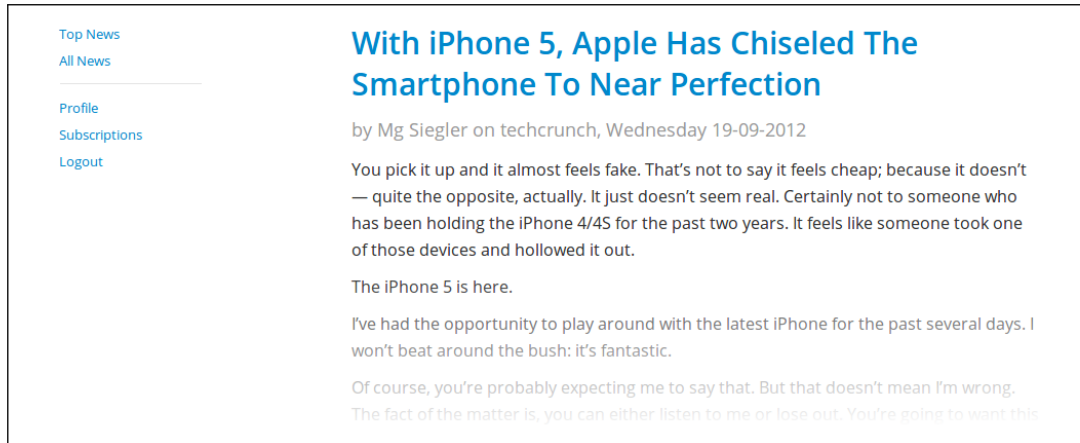 Top News
All News
Profile
Subscriptions
Logout
With iPhone 5, Apple Has Chiseled The
Smartphone To Near Perfection
by Mg Siegler on techcrunch, Wednesday 19-09-2012
You pick it up and it almost feels fake. That’s not to say it feels cheap; because it doesn’t
— quite the opposite, actually. It just doesn’t seem real. Certainly not to someone who
has been holding the iPhone 4/4S for the past two years. It feels like someone took one
of those devices and hollowed it out.
The iPhone 5 is here.
I’ve had the opportunity to play around with the latest iPhone for the past several days. I
won’t beat around the bush: it’s fantastic.
Of course, you’re probably expecting me to say that. But that doesn’t mean I’m wrong.
The fact of the matter is, you can either listen to me or lose out. You’re going to want this